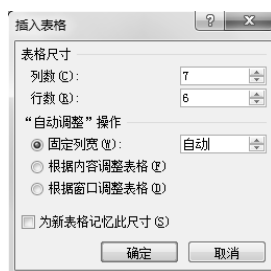 插入表格
表格尺寸
列数(C): 7
行数(R): 6
“自动调整”操作
固定列宽(W): 自动
根据内容调整表格(F)
根据窗口调整表格(D)
为新表格记忆此尺寸(S)
确定 取消